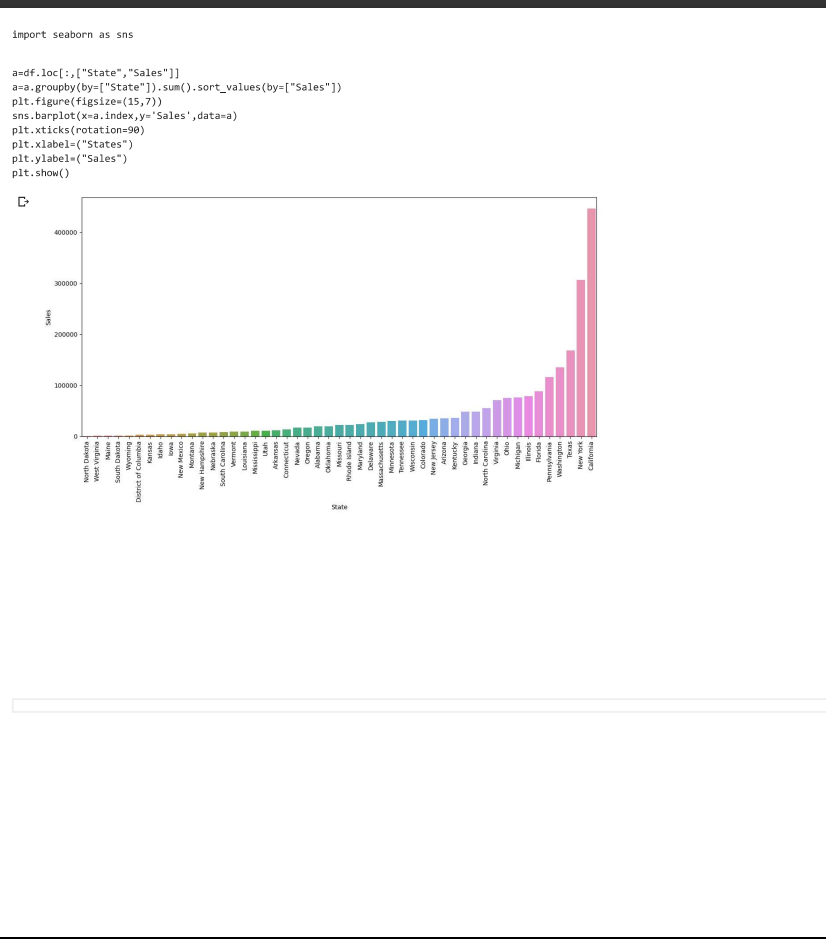 import seaborn as sns
a=df.loc[:,["State","Sales"]]
a=a.groupby(by=["State"]).sum().sort_values(by=["Sales"])
plt.figure(figsize=(15,7))
sns.barplot(x=a.index,y='Sales',data=a)
plt.xticks(rotation=90)
plt.xlabel=("States")
plt.ylabel=("Sales")
plt.show()
400000
300000
200000
100000
0
Sales
North Dakota
West Virginia
Maine
South Dakota
Wyoming
District of Columbia
Kansas
Idaho
Iowa
New Mexico
Montana
New Hampshire
Nebraska
South Carolina
Vermont
Louisiana
Mississippi
Utah
Arkansas
Connecticut
Nevada
Oregon
Alabama
Oklahoma
Missouri
Rhode Island
Maryland
Delaware
Massachusetts
Minnesota
Tennessee
Wisconsin
Colorado
New Jersey
Arizona
Kentucky
Georgia
Indiana
North Carolina
Virginia
Ohio
Michigan
Illinois
Florida
Pennsylvania
Washington
Texas
New York
California
State